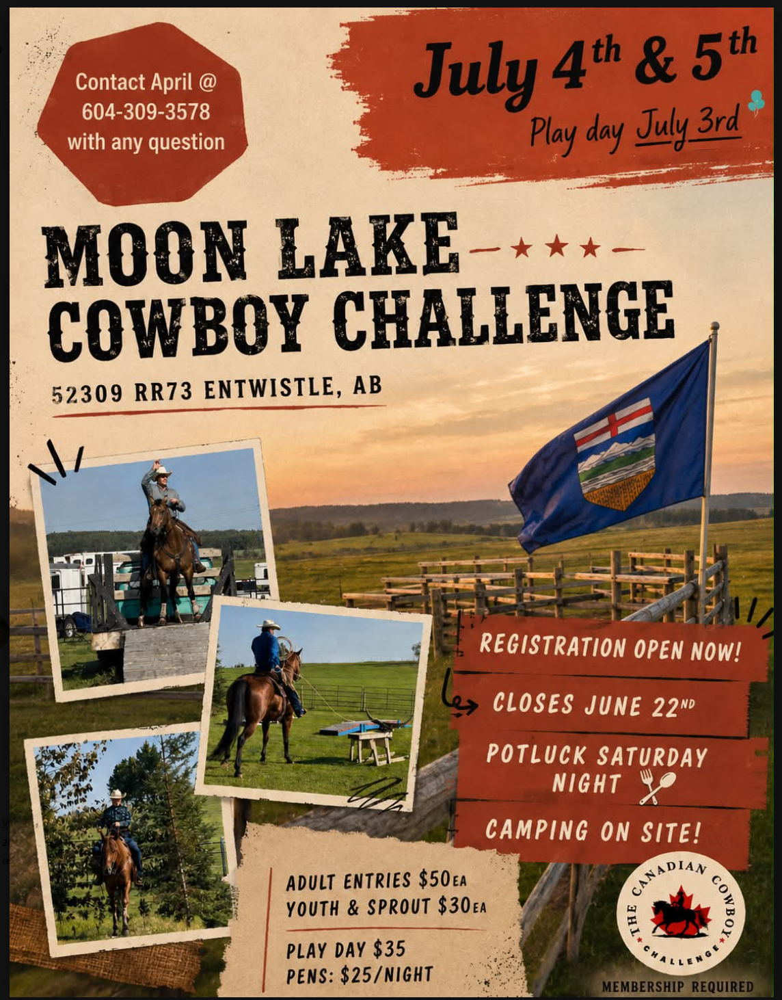 Contact April @
604-309-3578
with any question
July 4th & 5th
Play day July 3rd
MOON LAKE
COWBOY CHALLENGE
52309 RR73 ENTWISTLE, AB
REGISTRATION OPEN NOW!
CLOSES JUNE 22ND
POTLUCK SATURDAY
NIGHT
CAMPING ON SITE!
ADULT ENTRIES $50EA
YOUTH & SPROUT $30EA
PLAY DAY $35
PENS: $25/NIGHT
THE CANADIAN COWBOY
CHALLENGE
MEMBERSHIP REQUIRED